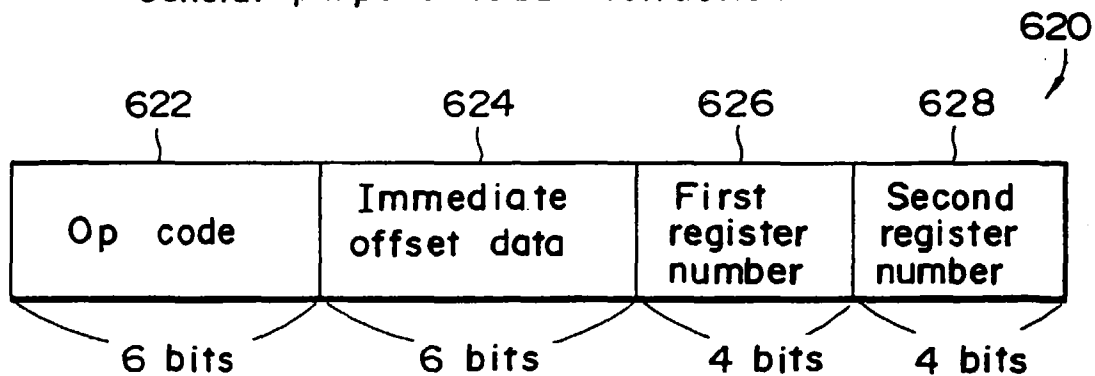 620
622 624 626 628
Op code
Immediate
offset data
First
register
number
Second
register
number
6 bits 6 bits 4 bits 4 bits